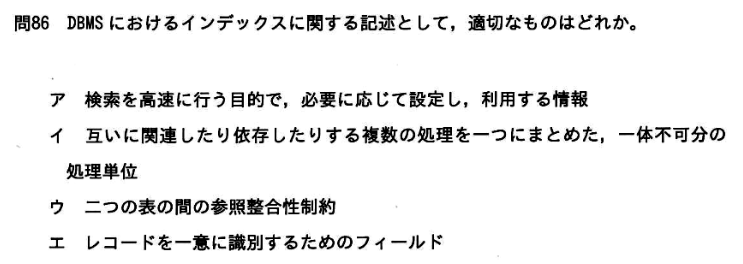 問86 DBMSにおけるインデックスに関する記述として，適切なものはどれか。
ア 検索を高速に行う目的で，必要に応じて設定し，利用する情報
イ 互いに関連したり依存したりする複数の処理を一つにまとめた，一体不可分の
処理単位
ウ 二つの表の間の参照整合性制約
エ レコードを一意に識別するためのフィールド